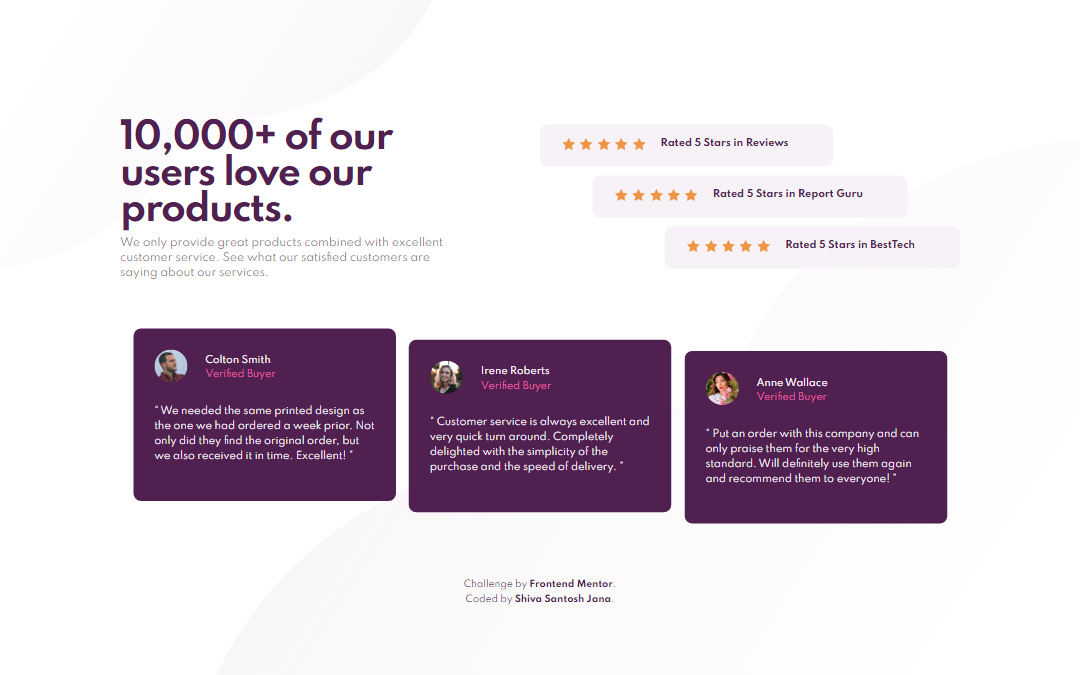 10,000+ of our
users love our
products.
We only provide great products combined with excellent
customer service. See what our satisfied customers are
saying about our services.
Rated 5 Stars in Reviews
Rated 5 Stars in Report Guru
Rated 5 Stars in BestTech
Colton Smith
Verified Buyer
“ We needed the same printed design as
the one we had ordered a week prior. Not
only did they find the original order, but
we also received it in time. Excellent! ”
Irene Roberts
Verified Buyer
“ Customer service is always excellent and
very quick turn around. Completely
delighted with the simplicity of the
purchase and the speed of delivery. ”
Anne Wallace
Verified Buyer
“ Put an order with this company and can
only praise them for the very high
standard. Will definitely use them again
and recommend them to everyone! ”
Challenge by Frontend Mentor.
Coded by Shiva Santosh Jana.